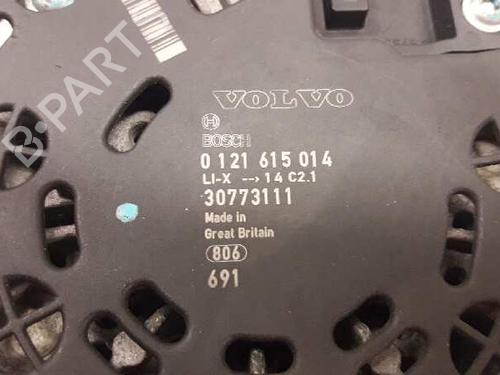 VOLVO
BOSCH
0 121 615 014
LI-X --> 14 C2.1
30773111
Made in
Great Britain
806
691
B-PARTS